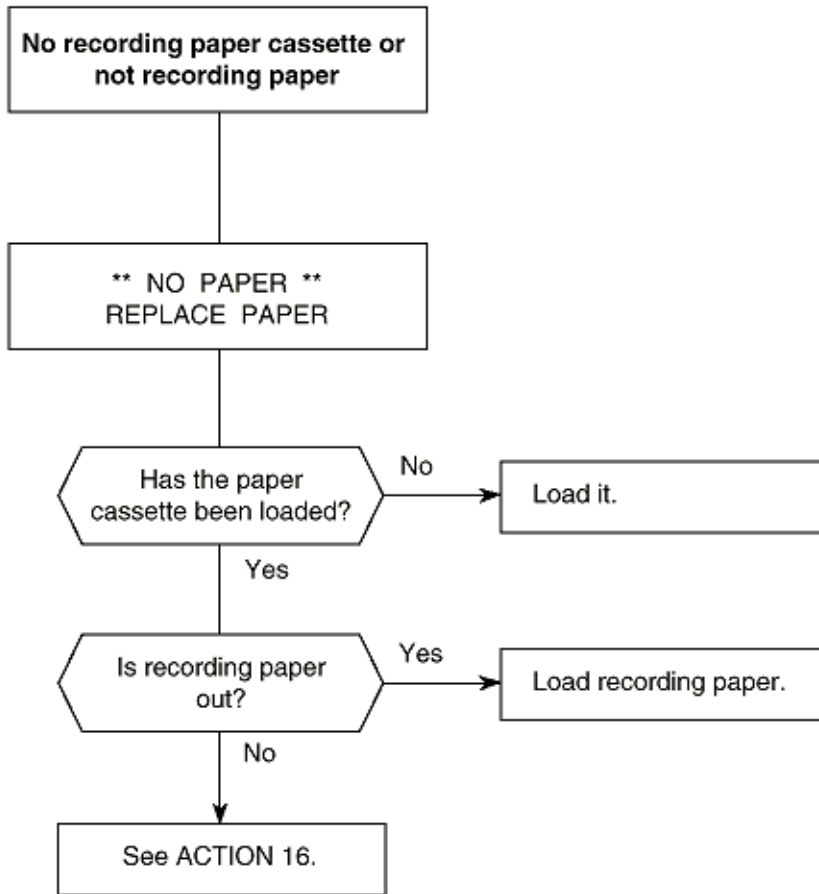 No recording paper cassette or
not recording paper
** NO PAPER **
REPLACE PAPER
Has the paper
cassette been loaded?
No
Load it.
Yes
Is recording paper
out?
Yes
Load recording paper.
No
See ACTION 16.